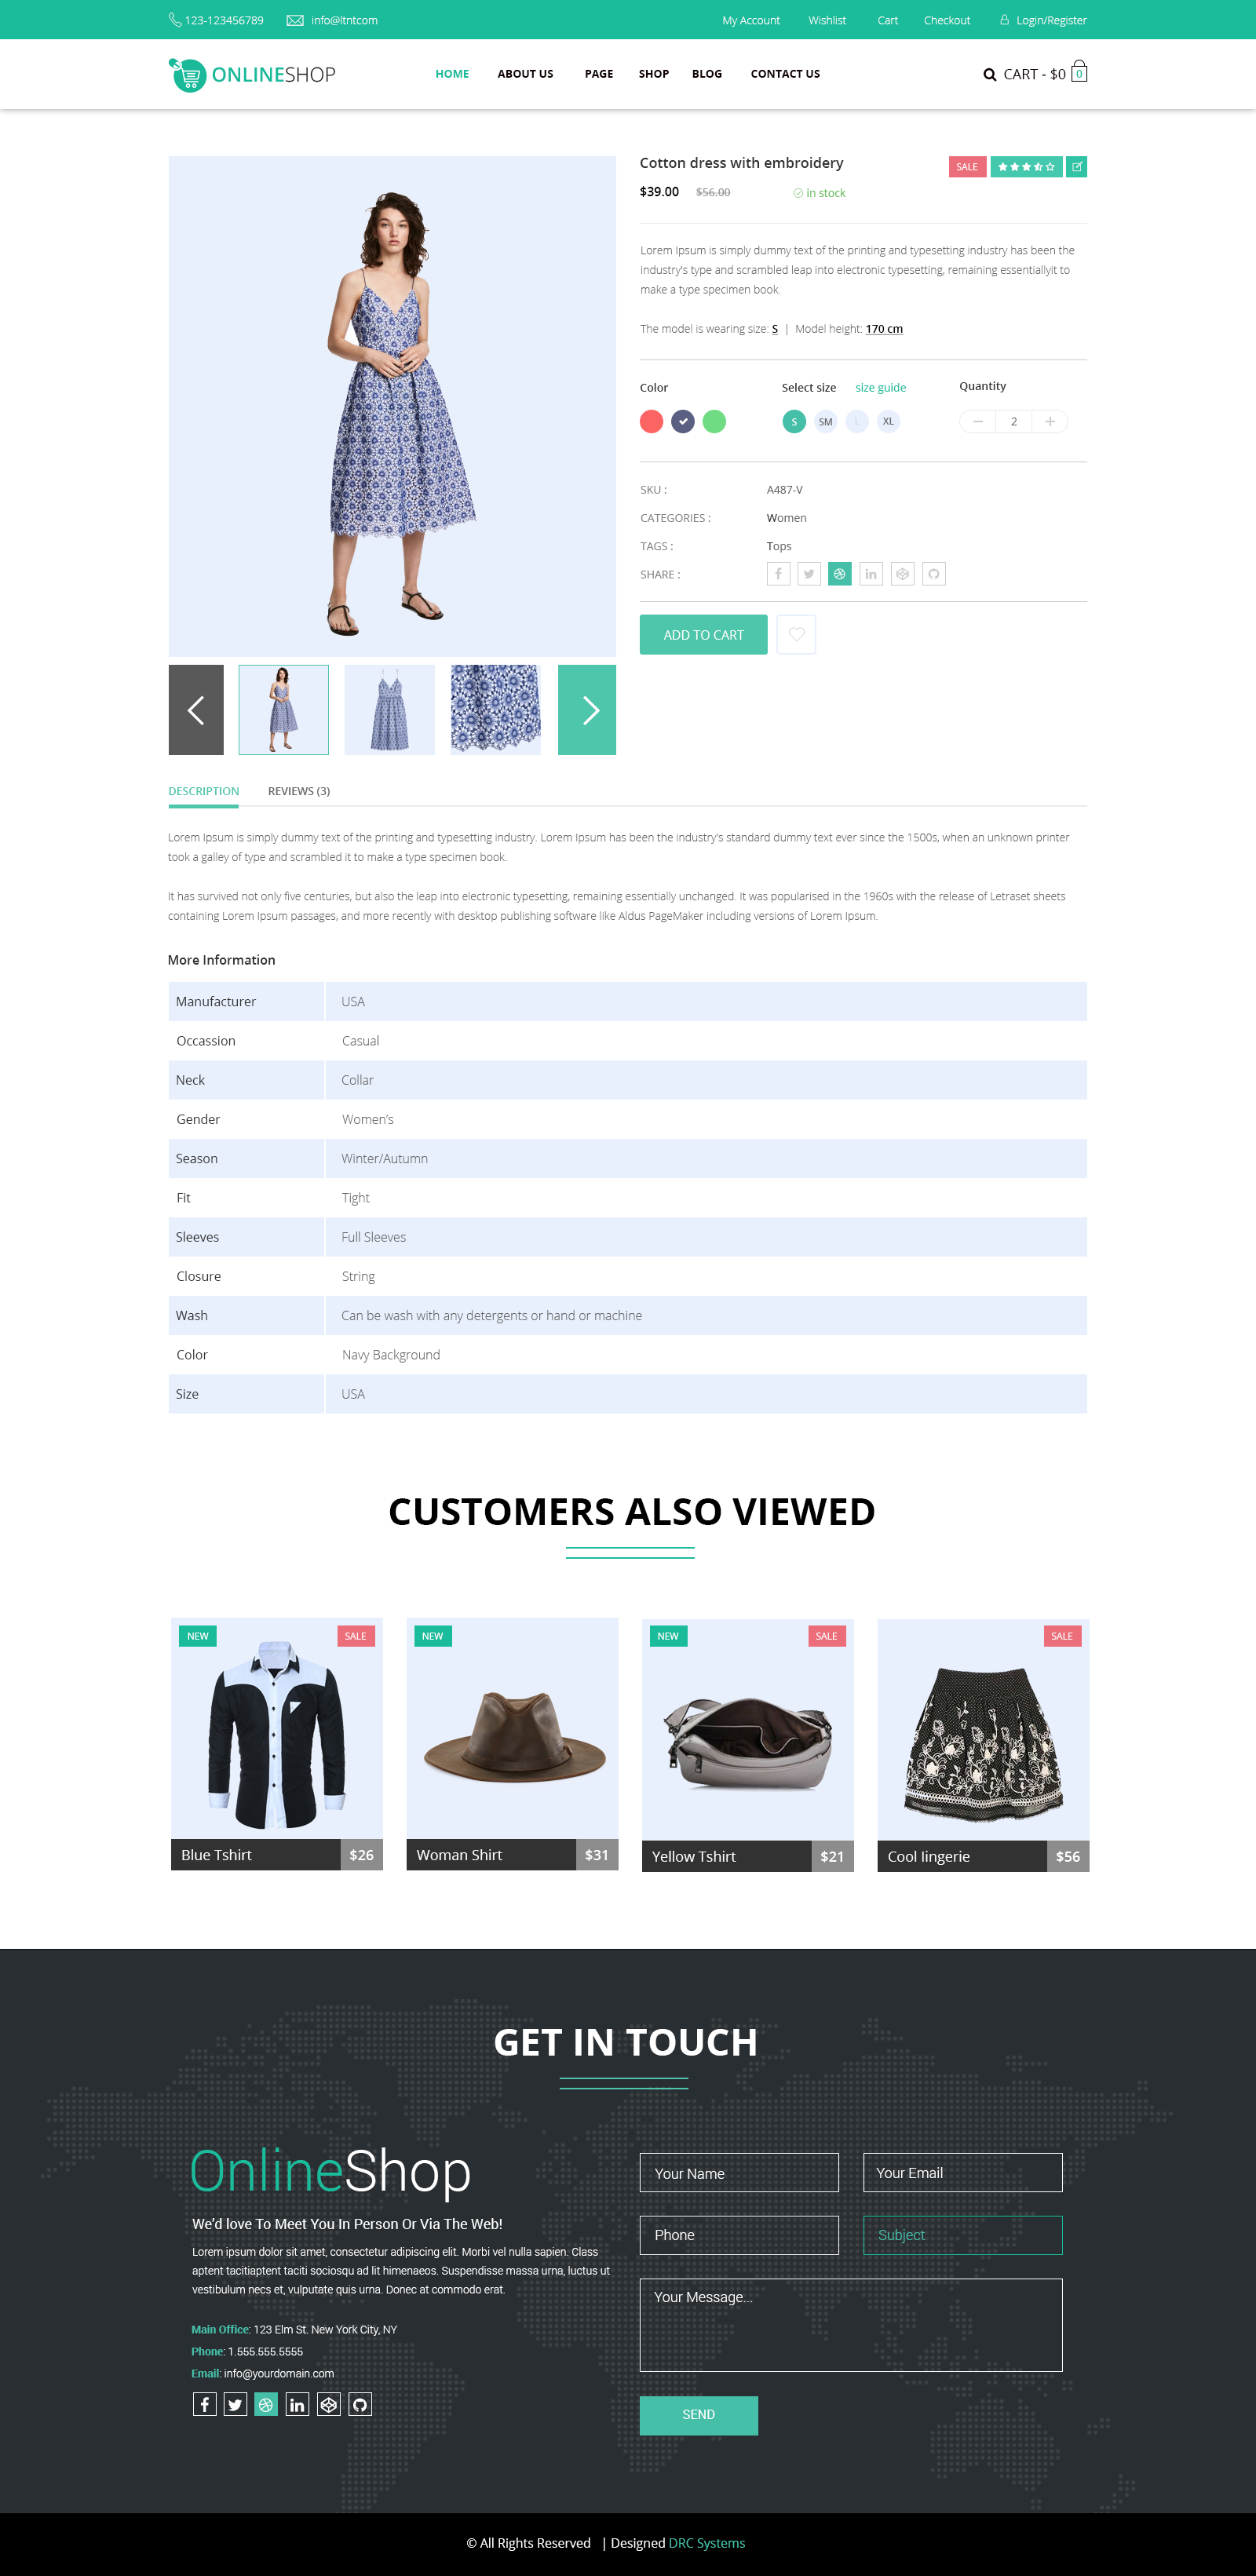 123-123456789 info@ltntcom My Account Wishlist Cart Checkout Login/Register
ONLINESHOP HOME ABOUT US PAGE SHOP BLOG CONTACT US CART - $0 0
Cotton dress with embroidery SALE
$39.00 $56.00 in stock
Lorem Ipsum is simply dummy text of the printing and typesetting industry has been the
industry's type and scrambled leap into electronic typesetting, remaining essentiallyit to
make a type specimen book.
The model is wearing size: S | Model height: 170 cm
Color Select size size guide Quantity
S SM L XL 2
SKU : A487-V
CATEGORIES : Women
TAGS : Tops
SHARE :
ADD TO CART
DESCRIPTION REVIEWS (3)
Lorem Ipsum is simply dummy text of the printing and typesetting industry. Lorem Ipsum has been the industry's standard dummy text ever since the 1500s, when an unknown printer
took a galley of type and scrambled it to make a type specimen book.
It has survived not only five centuries, but also the leap into electronic typesetting, remaining essentially unchanged. It was popularised in the 1960s with the release of Letraset sheets
containing Lorem Ipsum passages, and more recently with desktop publishing software like Aldus PageMaker including versions of Lorem Ipsum.
More Information
Manufacturer USA
Occassion Casual
Neck Collar
Gender Women's
Season Winter/Autumn
Fit Tight
Sleeves Full Sleeves
Closure String
Wash Can be wash with any detergents or hand or machine
Color Navy Background
Size USA
CUSTOMERS ALSO VIEWED
NEW SALE NEW NEW SALE SALE
Blue Tshirt $26 Woman Shirt $31 Yellow Tshirt $21 Cool lingerie $56
GET IN TOUCH
OnlineShop
We'd love To Meet You In Person Or Via The Web!
Lorem ipsum dolor sit amet, consectetur adipiscing elit. Morbi vel nulla sapien. Class
aptent tacitiaptent taciti sociosqu ad lit himenaeos. Suspendisse massa urna, luctus ut
vestibulum necs et, vulputate quis urna. Donec at commodo erat.
Main Office: 123 Elm St. New York City, NY
Phone: 1.555.555.5555
Email: info@yourdomain.com
Your Name Your Email
Phone Subject
Your Message...
SEND
© All Rights Reserved | Designed DRC Systems